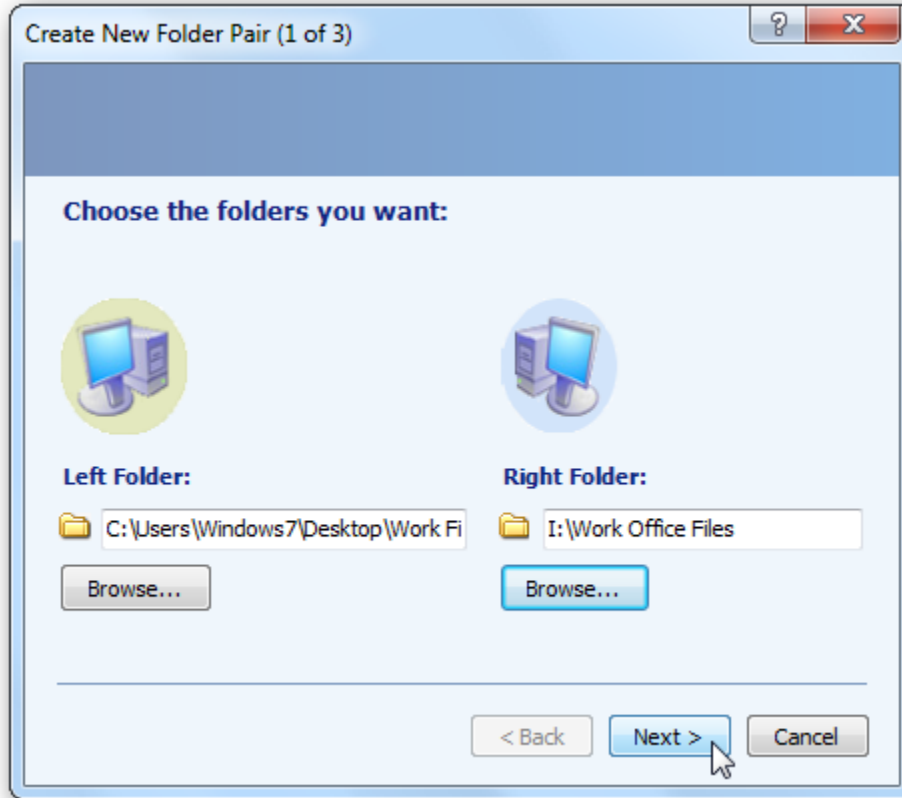 Create New Folder Pair (1 of 3)
Choose the folders you want:
Left Folder:
Right Folder:
C:\Users\Windows7\Desktop\Work Fi
I:\Work Office Files
Browse...
Browse...
< Back
Next >
Cancel